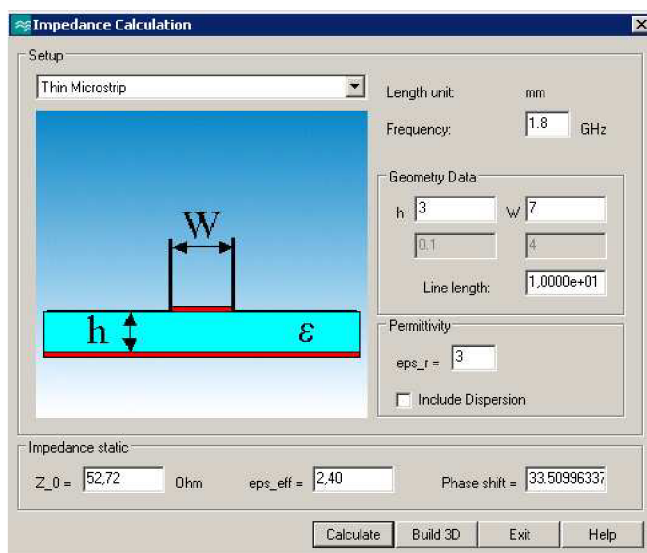 Impedance Calculation
Setup
Thin Microstrip
Length unit: mm
Frequency: 1.8 GHz
Geometry Data
h 3 W 7
0.1 4
Line length: 1,0000e+01
W
h ε
Permittivity
eps_r = 3
Include Dispersion
Impedance static
Z_0 = 52,72 Ohm eps_eff = 2,40 Phase shift = 33.50996337
Calculate Build 3D Exit Help